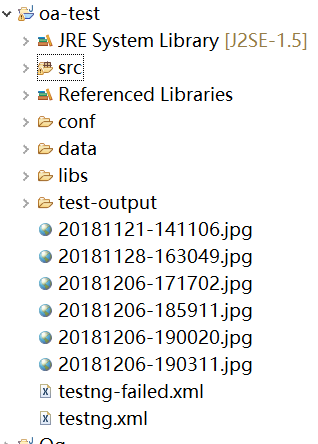 oa-test
JRE System Library [J2SE-1.5]
src
Referenced Libraries
conf
data
libs
test-output
20181121-141106.jpg
20181128-163049.jpg
20181206-171702.jpg
20181206-185911.jpg
20181206-190020.jpg
20181206-190311.jpg
testng-failed.xml
testng.xml